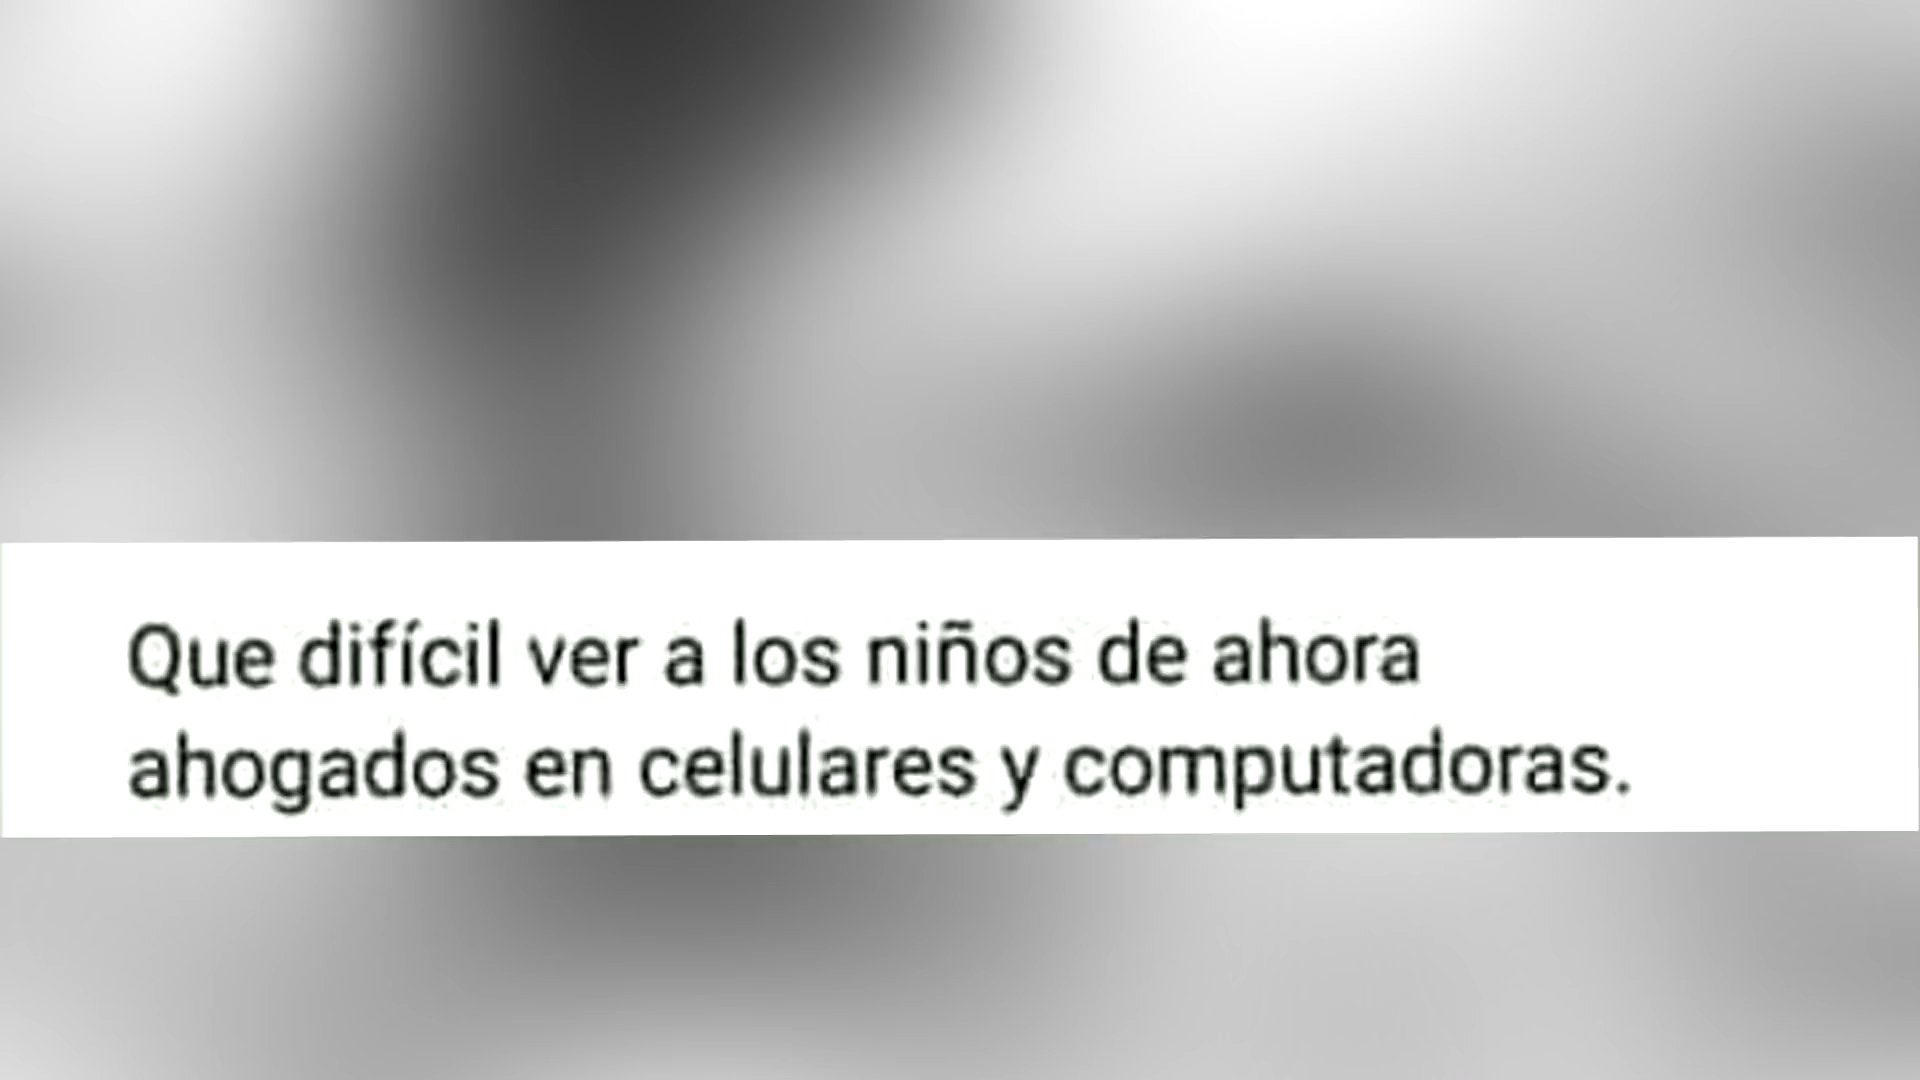 Que difícil ver a los niños de ahora
ahogados en celulares y computadoras.